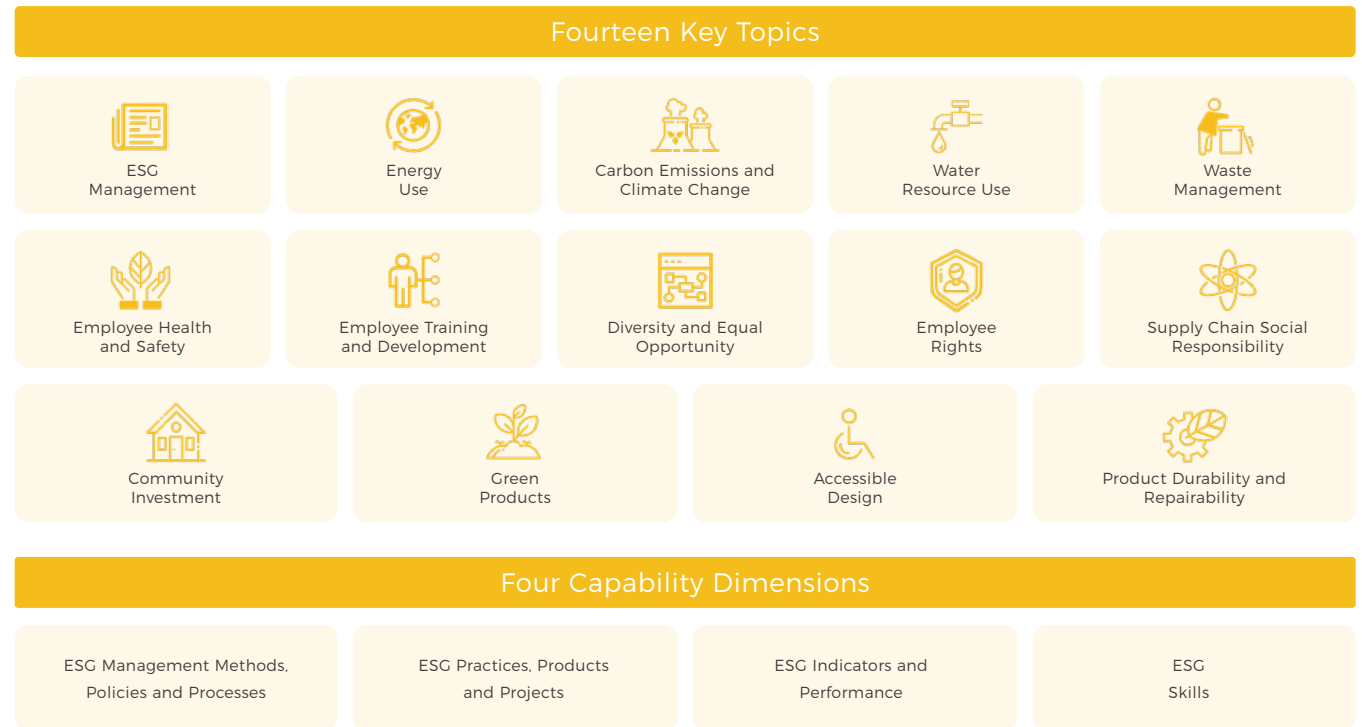 Fourteen Key Topics
ESG
Management
Energy
Use
Carbon Emissions and
Climate Change
Water
Resource Use
Waste
Management
Employee Health
and Safety
Employee Training
and Development
Diversity and Equal
Opportunity
Employee
Rights
Supply Chain Social
Responsibility
Community
Investment
Green
Products
Accessible
Design
Product Durability and
Repairability
Four Capability Dimensions
ESG Management Methods,
Policies and Processes
ESG Practices, Products
and Projects
ESG Indicators and
Performance
ESG
Skills